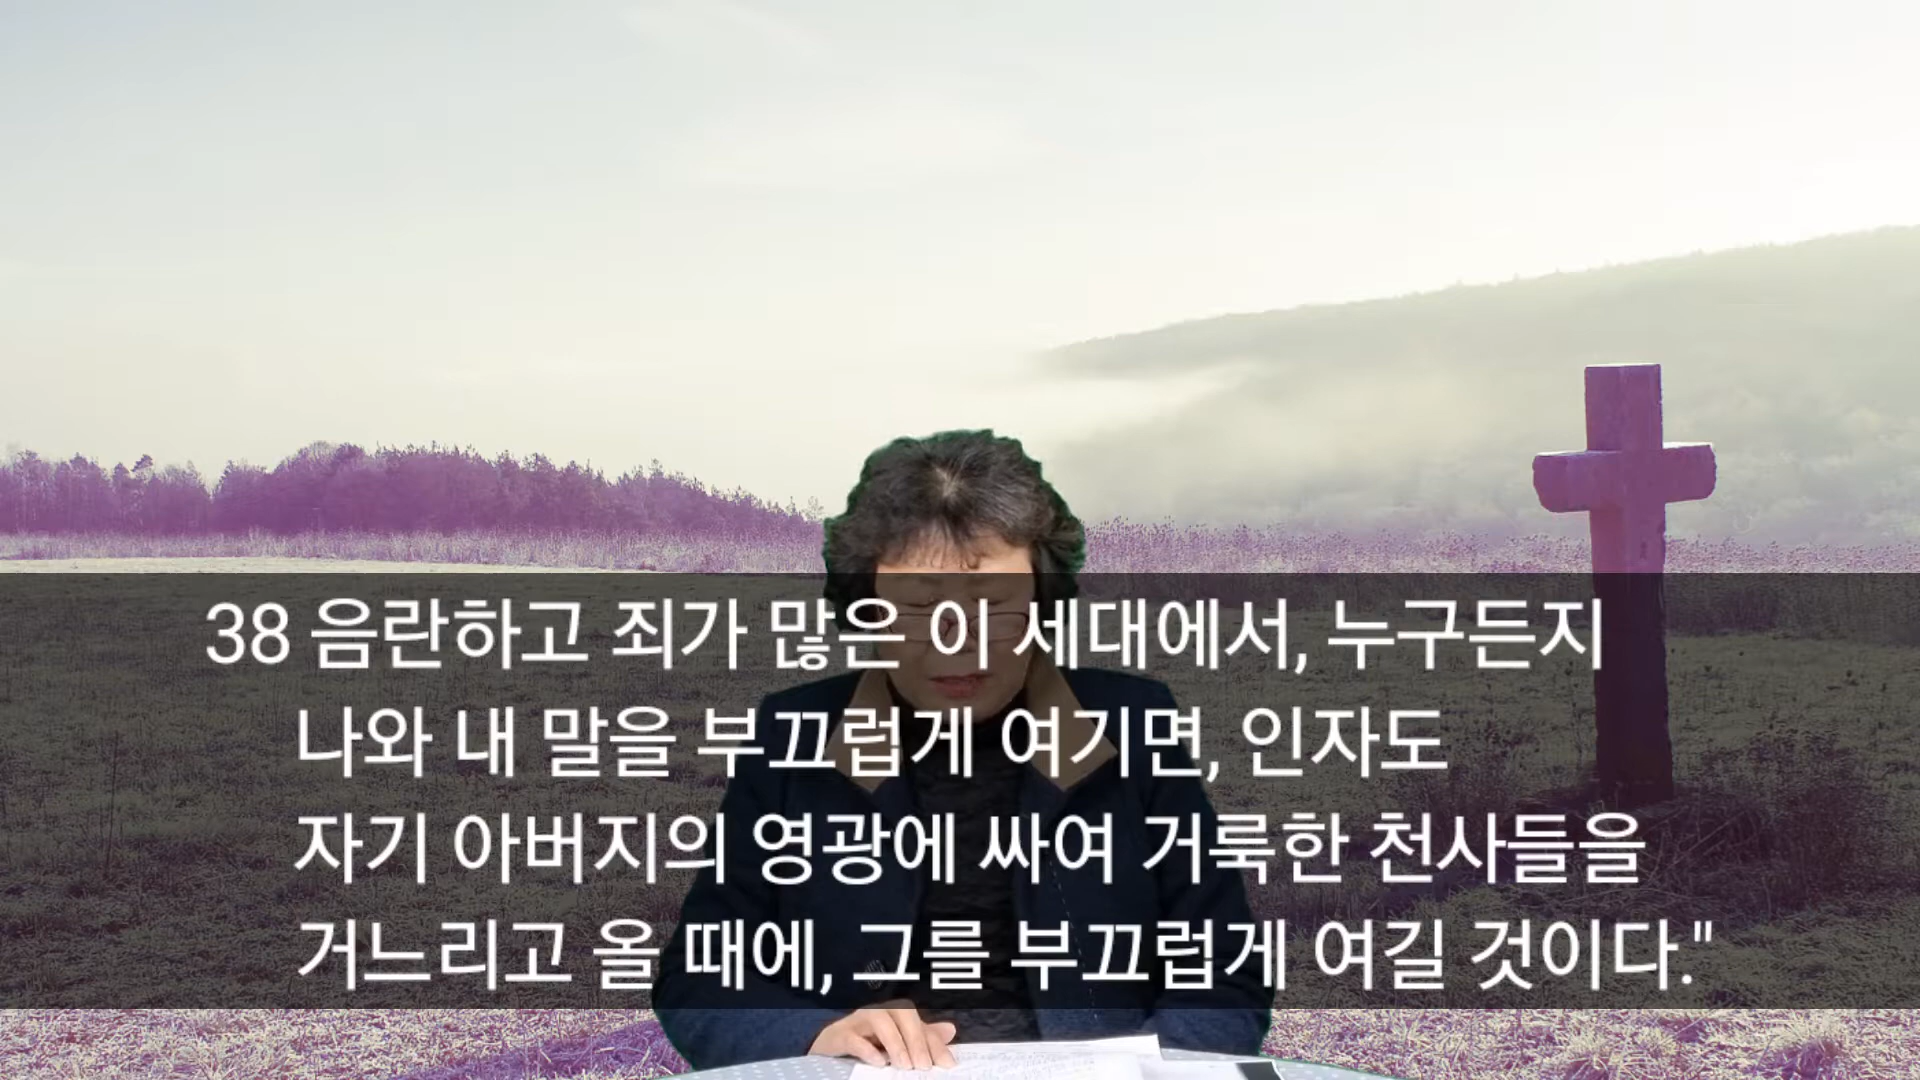 38 음란하고 죄가 많은 이 세대에서, 누구든지
나와 내 말을 부끄럽게 여기면, 인자도
자기 아버지의 영광에 싸여 거룩한 천사들을
거느리고 올 때에, 그를 부끄럽게 여길 것이다."